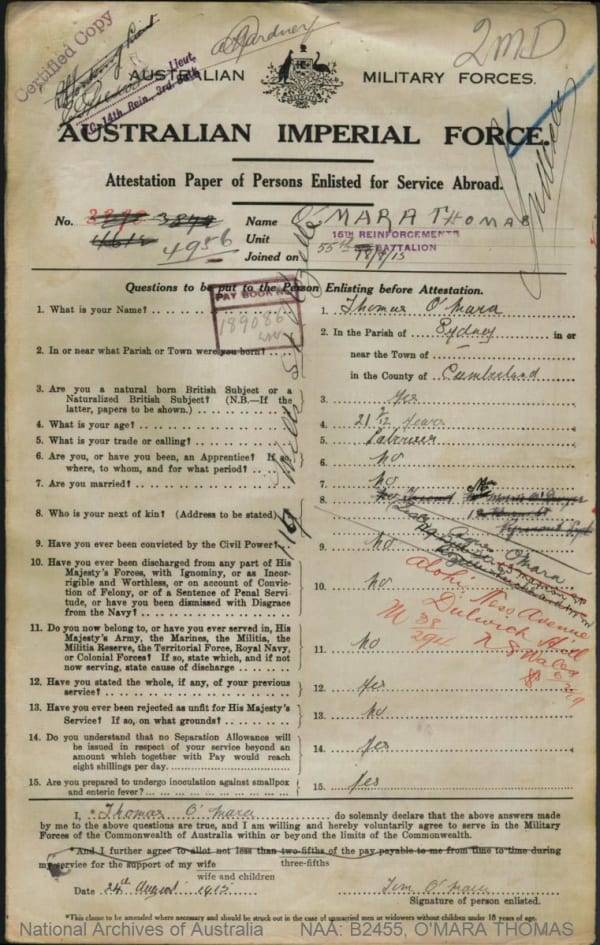 Certified Copy
2MD
Lieut,
14th Rein., 3rd
AUSTRALIAN MILITARY FORCES.
AUSTRALIAN IMPERIAL FORCE.
Attestation Paper of Persons Enlisted for Service Abroad.
No. 4986 Name O'MARA THOMAS
Unit 15TH REINFORCEMENTS
55th BATTALION
Joined on
Questions to be put to the Person Enlisting before Attestation.
PAY BOOK No
189086
1. What is your Name? 1. Thomas O'Mara
2. In or near what Parish or Town were you born? 2. In the Parish of Sydney in or
near the Town of
in the County of Cumberland
3. Are you a natural born British Subject or a
Naturalized British Subject? (N.B.—If the
latter, papers to be shown.) 3. Yes
4. What is your age? 4. 21 7/12 years
5. What is your trade or calling? 5. Labourer
6. Are you, or have you been, an Apprentice? If so,
where, to whom, and for what period? 6. No
7. Are you married? 7. No
8. Who is your next of kin? (Address to be stated) 8.
O'Mara
Avenue
Dulwich Hill
N. S. Wales
M 38
294
9. Have you ever been convicted by the Civil Power? 9. No
10. Have you ever been discharged from any part of His
Majesty's Forces, with Ignominy, or as Incor-
rigible and Worthless, or on account of Convic-
tion of Felony, or of a Sentence of Penal Servi-
tude, or have you been dismissed with Disgrace
from the Navy? 10. No
11. Do you now belong to, or have you ever served in, His
Majesty's Army, the Marines, the Militia, the
Militia Reserve, the Territorial Force, Royal Navy,
or Colonial Forces? If so, state which, and if not
now serving, state cause of discharge 11. No
12. Have you stated the whole, if any, of your previous
service? 12. Yes
13. Have you ever been rejected as unfit for His Majesty's
Service? If so, on what grounds? 13. No
14. Do you understand that no Separation Allowance will
be issued in respect of your service beyond an
amount which together with Pay would reach
eight shillings per day. 14. Yes
15. Are you prepared to undergo inoculation against smallpox
and enteric fever? 15. Yes
I, *Thomas O'Mara do solemnly declare that the above answers made
by me to the above questions are true, and I am willing and hereby voluntarily agree to serve in the Military
Forces of the Commonwealth of Australia within or beyond the limits of the Commonwealth.
*And I further agree to allot not less than two-fifths of the pay payable to me from time to time during
my service for the support of my wife three-fifths
wife and children
Date 24th August 1915 Tom O'Mara
Signature of person enlisted.
*This clause to be amended where necessary and should be struck out in the case of unmarried men or widowers without children under 18 years of age.
National Archives of Australia NAA: B2455, O'MARA THOMAS